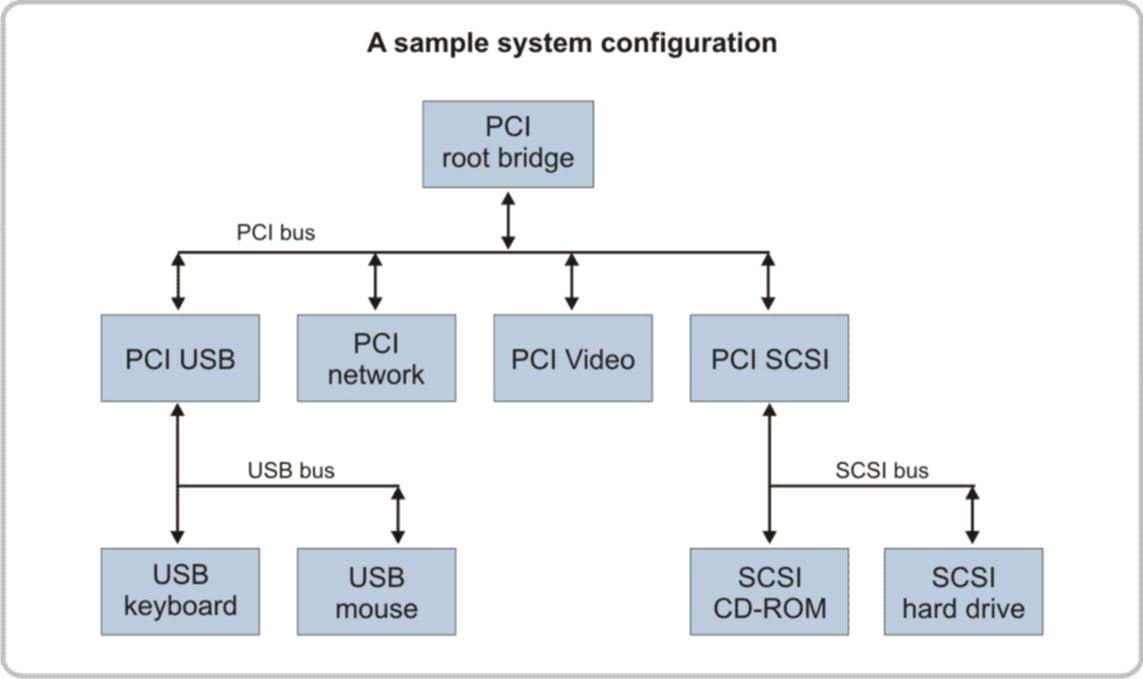 A sample system configuration
PCI
root bridge
PCI bus
PCI USB
PCI
network
PCI Video
PCI SCSI
USB bus
SCSI bus
USB
keyboard
USB
mouse
SCSI
CD-ROM
SCSI
hard drive